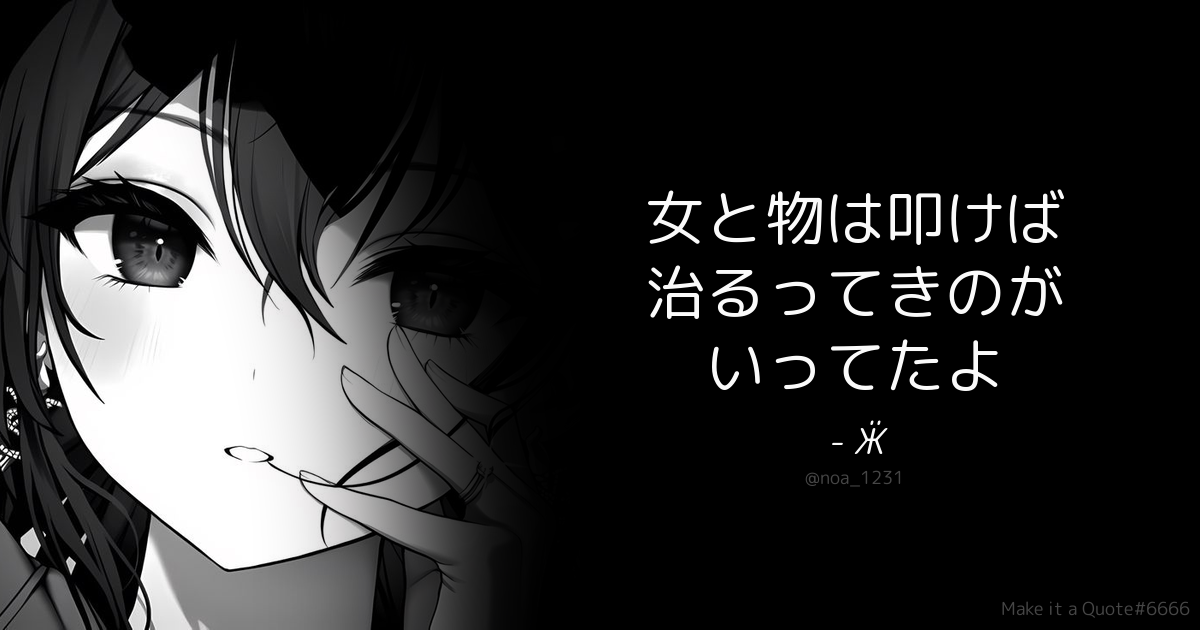 女と物は叩けば
治るってきのが
いってたよ
- Ӝ
@noa_1231
Make it a Quote#6666